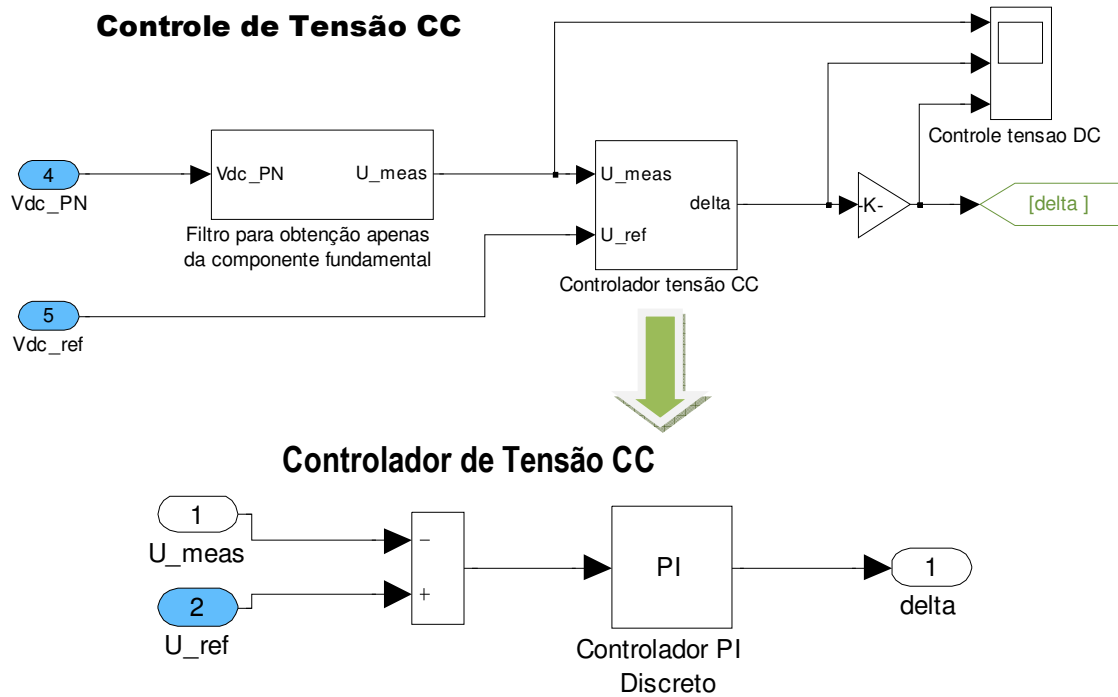 Controle de Tensão CC
4
Vdc_PN
Vdc_PN
U_meas
Filtro para obtenção apenas
da componente fundamental
5
Vdc_ref
U_meas
U_ref
delta
Controlador tensão CC
-K-
Controle tensao DC
[delta ]
Controlador de Tensão CC
1
U_meas
2
U_ref
−
+
PI
Controlador PI
Discreto
1
delta